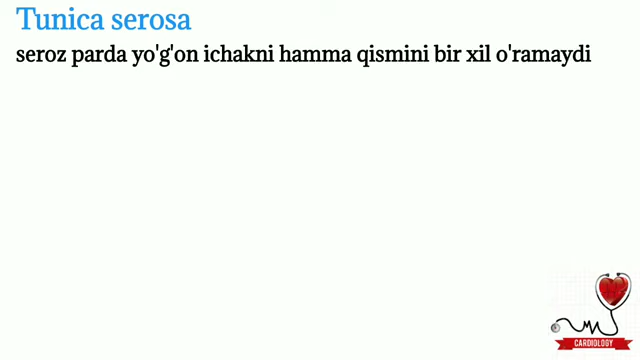 Tunica serosa
seroz parda yo'g'on ichakni hamma qismini bir xil o'ramaydi
CARDIOLOGY